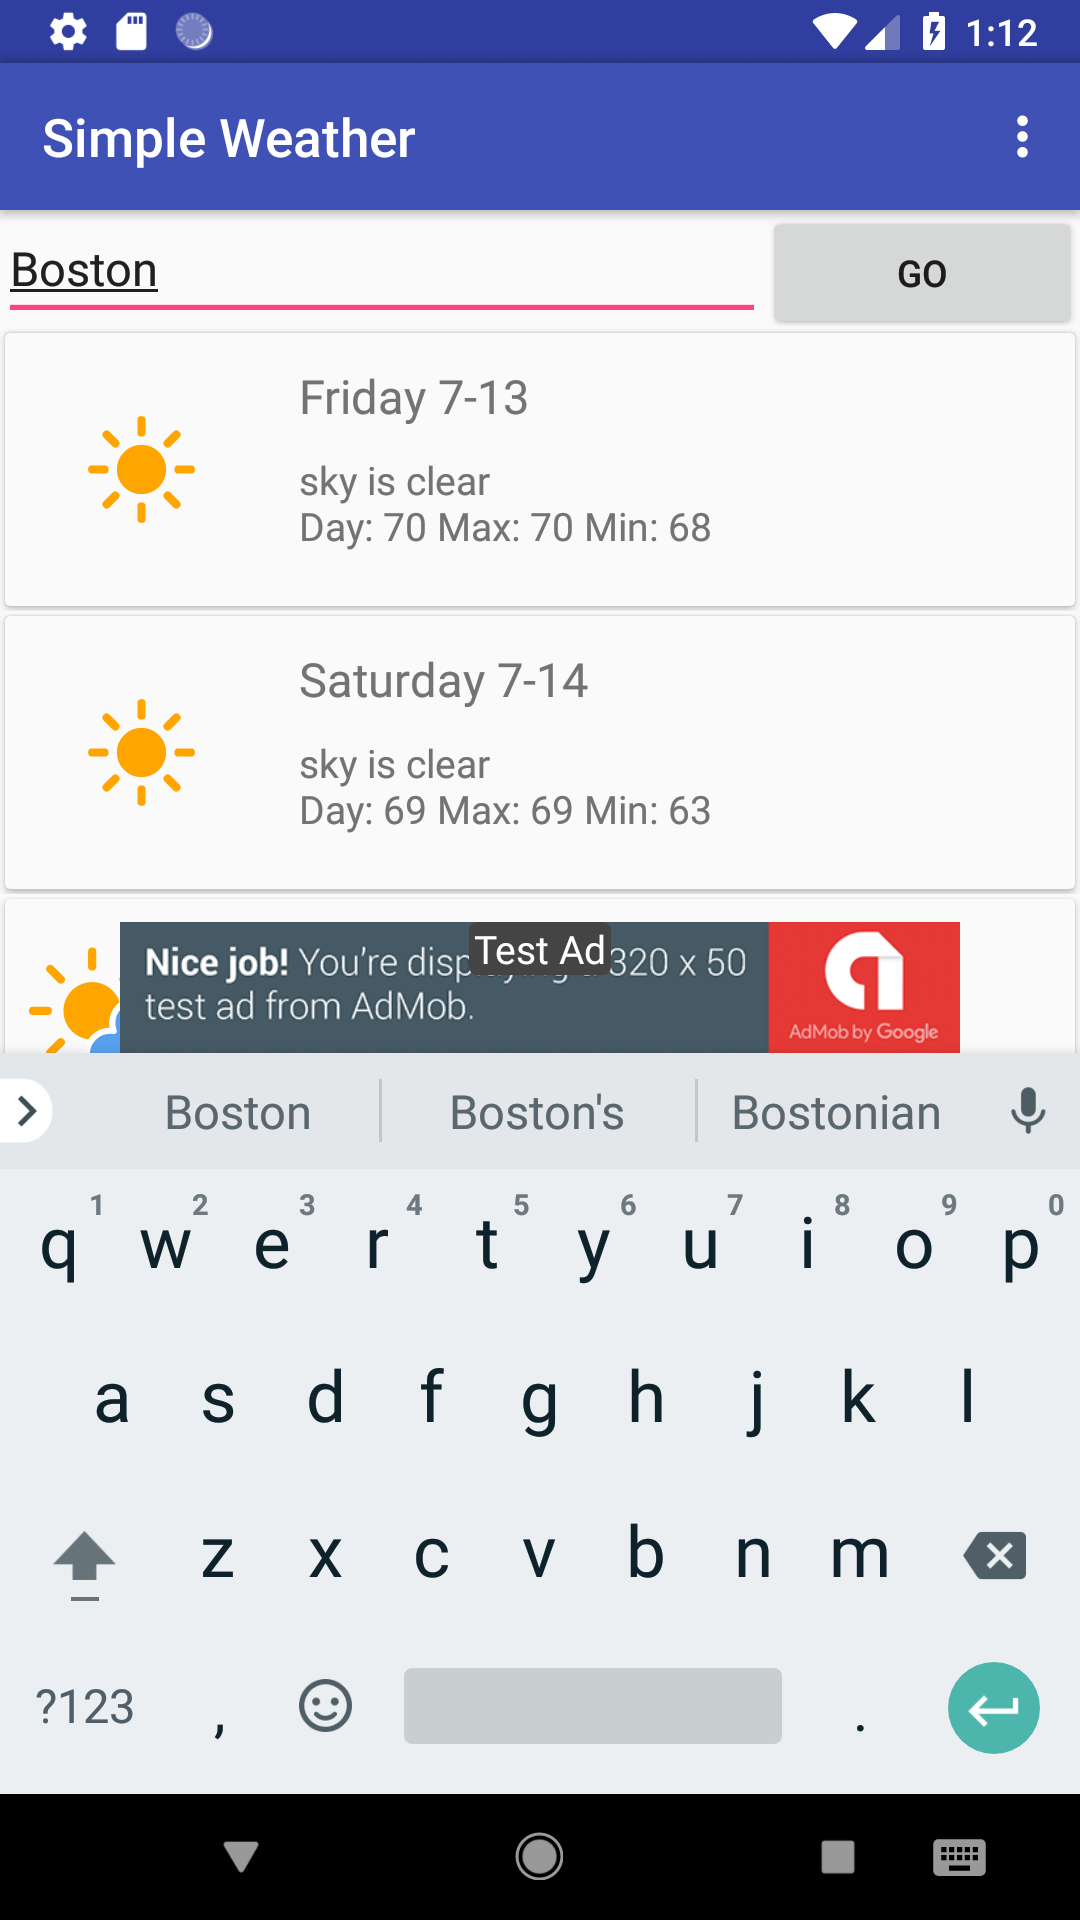 1:12
Simple Weather
Boston
GO
Friday 7-13
sky is clear
Day: 70 Max: 70 Min: 68
Saturday 7-14
sky is clear
Day: 69 Max: 69 Min: 63
Test Ad
Nice job! You're 320 x 50
test ad from AdMob.
AdMob by Google
Boston Boston's Bostonian
1 2 3 4 5 6 7 8 9 0
q w e r t y u i o p
a s d f g h j k l
z x c v b n m
?123 , .